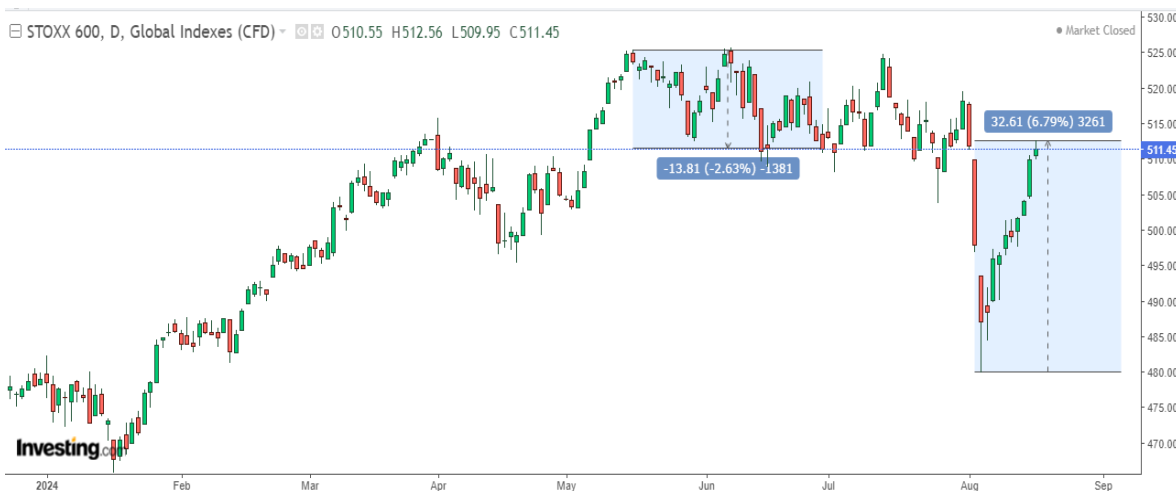 STOXX 600, D, Global Indexes (CFD) O510.55 H512.56 L509.95 C511.45
Market Closed
530.00
525.00
520.00
515.00
32.61 (6.79%) 3261
511.45
510.00
-13.81 (-2.63%) -1381
505.00
500.00
495.00
490.00
485.00
480.00
475.00
470.00
Investing.com
2024 Feb Mar Apr May Jun Jul Aug Sep